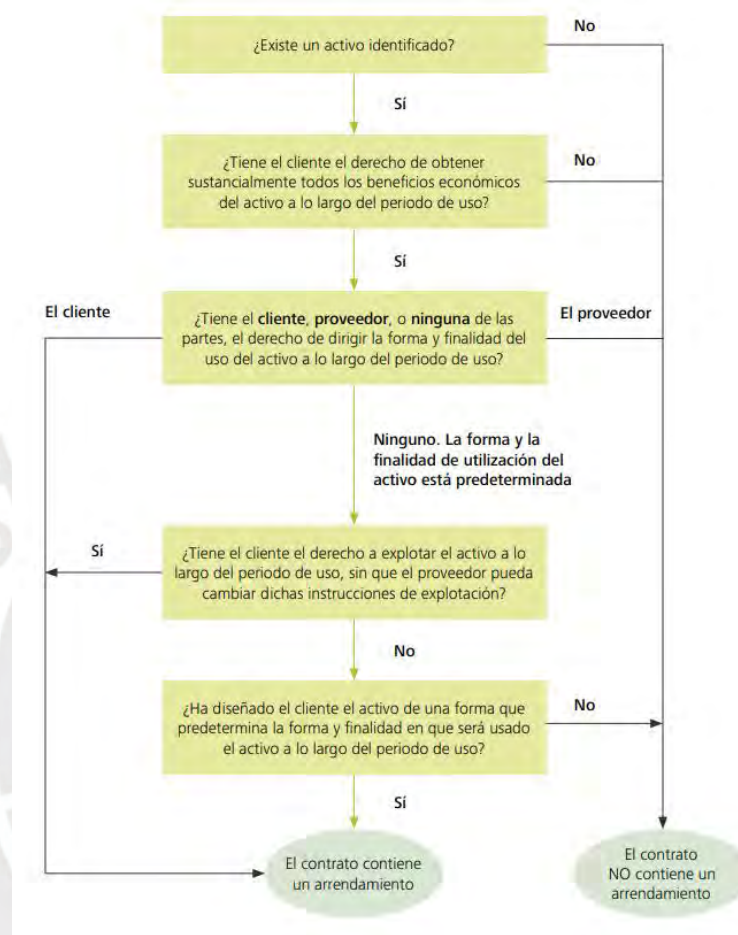 No
¿Existe un activo identificado?
Sí
¿Tiene el cliente el derecho de obtener
sustancialmente todos los beneficios económicos
del activo a lo largo del periodo de uso?
No
Sí
El cliente
¿Tiene el cliente, proveedor, o ninguna de las
partes, el derecho de dirigir la forma y finalidad del
uso del activo a lo largo del periodo de uso?
El proveedor
Ninguno. La forma y la
finalidad de utilización del
activo está predeterminada
Sí
¿Tiene el cliente el derecho a explotar el activo a lo
largo del periodo de uso, sin que el proveedor pueda
cambiar dichas instrucciones de explotación?
No
¿Ha diseñado el cliente el activo de una forma que
predetermina la forma y finalidad en que será usado
el activo a lo largo del periodo de uso?
No
Sí
El contrato contiene
un arrendamiento
El contrato
NO contiene un
arrendamiento